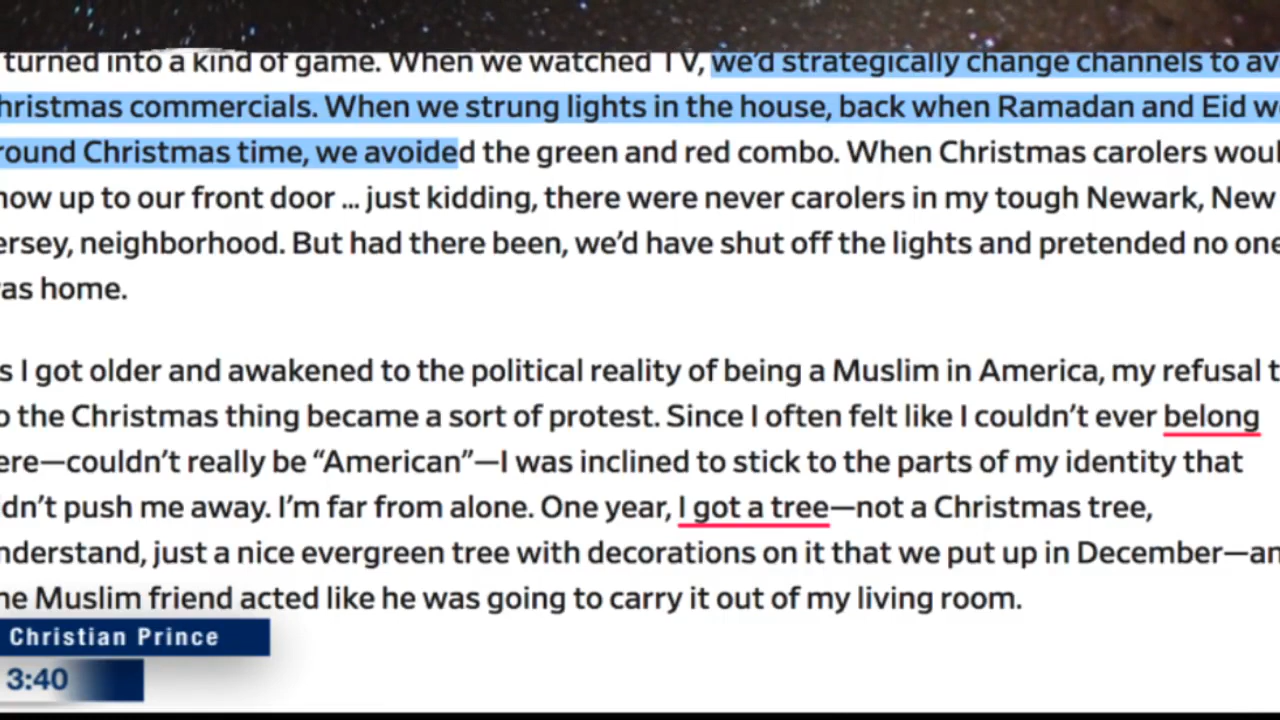 turned into a kind of game. When we watched TV, we'd strategically change channels to av
hristmas commercials. When we strung lights in the house, back when Ramadan and Eid w
round Christmas time, we avoided the green and red combo. When Christmas carolers woul
how up to our front door ... just kidding, there were never carolers in my tough Newark, New
ersey, neighborhood. But had there been, we'd have shut off the lights and pretended no one
as home.
s I got older and awakened to the political reality of being a Muslim in America, my refusal t
o the Christmas thing became a sort of protest. Since I often felt like I couldn't ever belong
ere—couldn't really be “American”—I was inclined to stick to the parts of my identity that
dn't push me away. I'm far from alone. One year, I got a tree—not a Christmas tree,
nderstand, just a nice evergreen tree with decorations on it that we put up in December—an
ne Muslim friend acted like he was going to carry it out of my living room.
Christian Prince
3:40